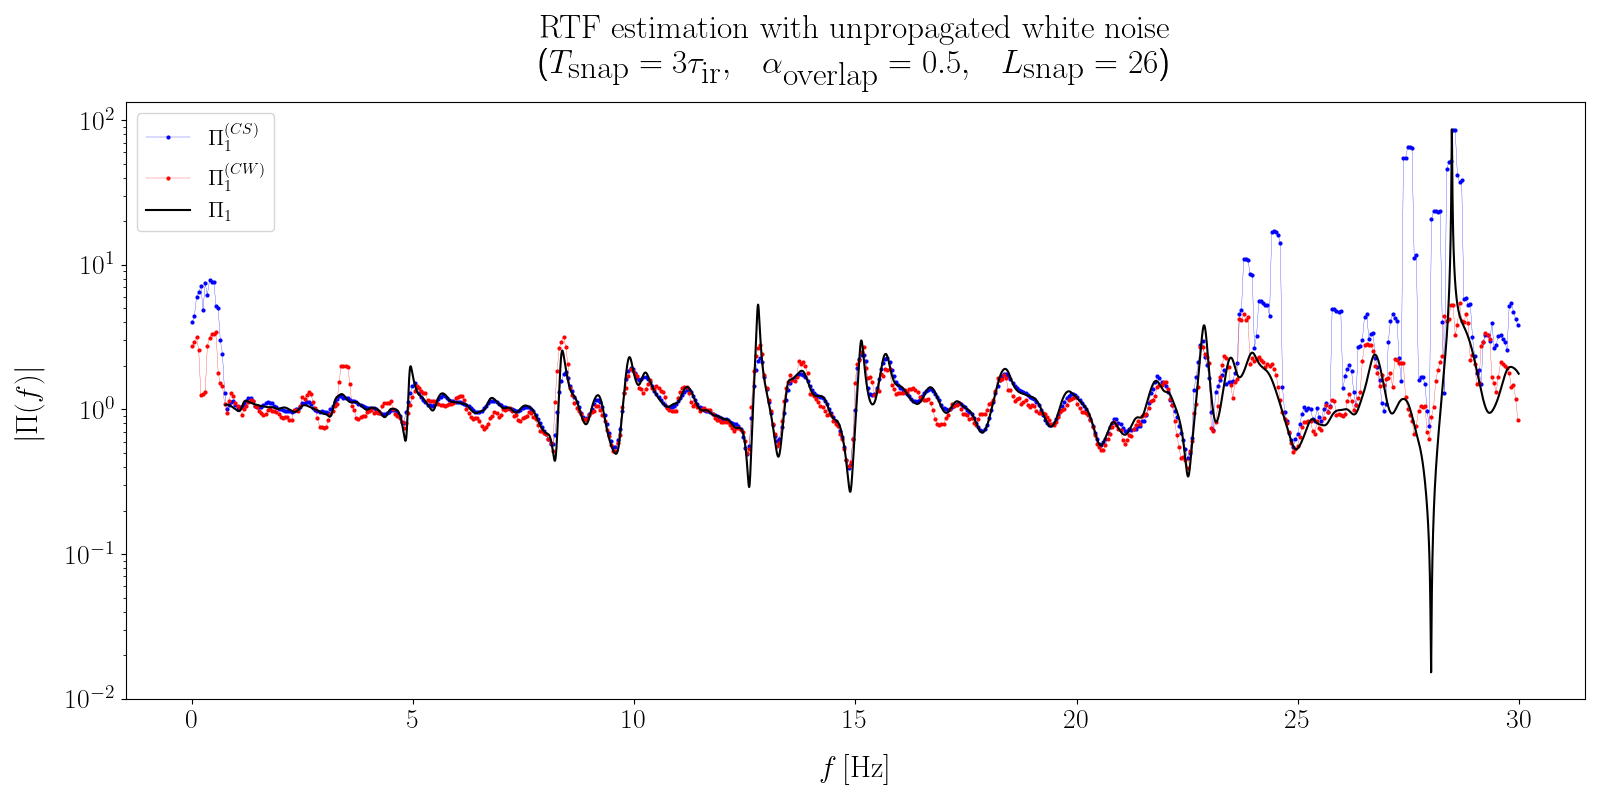 RTF estimation with unpropagated white noise
(T_snap = 3τ_ir, α_overlap = 0.5, L_snap = 26)
10^2
10^1
10^0
10^−1
10^−2
|Π(f)|
Π_1^(CS)
Π_1^(CW)
Π_1
0 5 10 15 20 25 30
f [Hz]